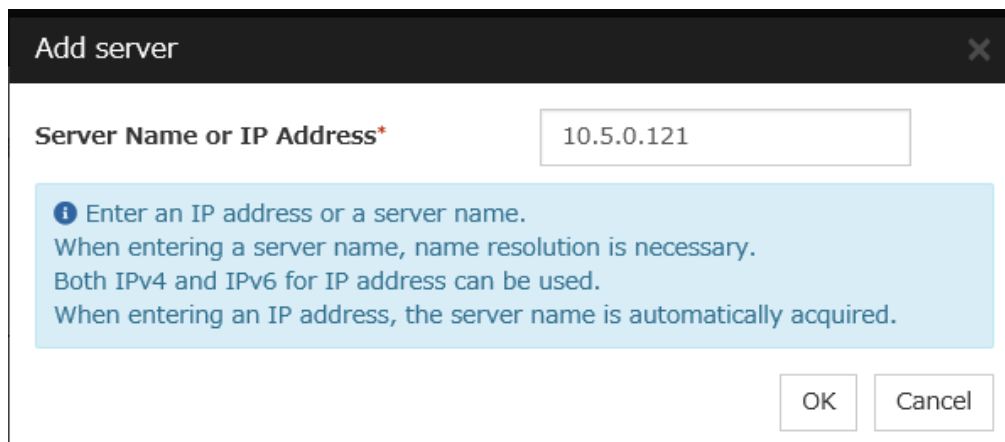 Add server
Server Name or IP Address*
10.5.0.121
Enter an IP address or a server name.
When entering a server name, name resolution is necessary.
Both IPv4 and IPv6 for IP address can be used.
When entering an IP address, the server name is automatically acquired.
OK
Cancel